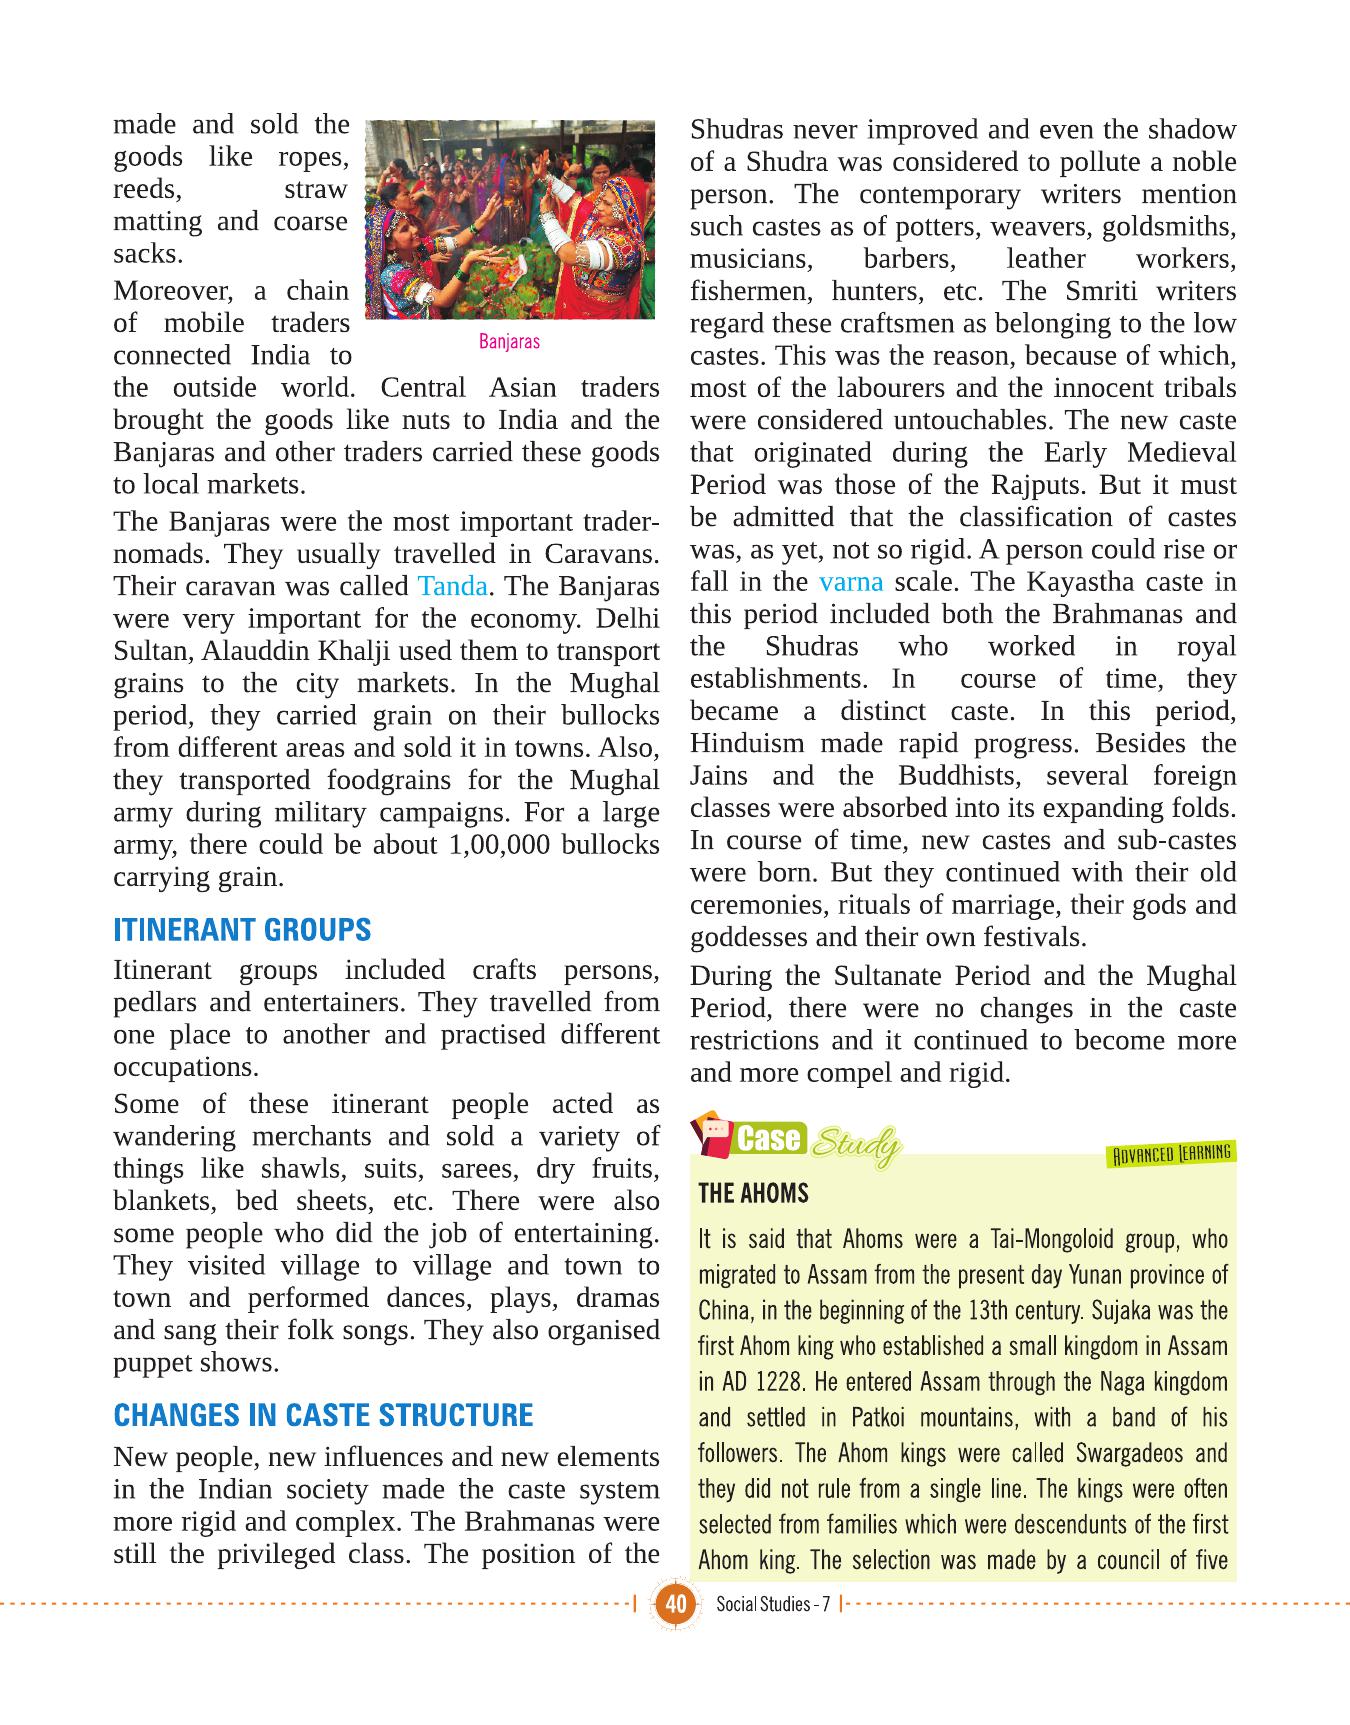 made and sold the
goods like ropes,
reeds, straw
matting and coarse
sacks.
Moreover, a chain
of mobile traders
connected India to
the outside world. Central Asian traders
brought the goods like nuts to India and the
Banjaras and other traders carried these goods
to local markets.
Banjaras
The Banjaras were the most important trader-
nomads. They usually travelled in Caravans.
Their caravan was called Tanda. The Banjaras
were very important for the economy. Delhi
Sultan, Alauddin Khalji used them to transport
grains to the city markets. In the Mughal
period, they carried grain on their bullocks
from different areas and sold it in towns. Also,
they transported foodgrains for the Mughal
army during military campaigns. For a large
army, there could be about 1,00,000 bullocks
carrying grain.
ITINERANT GROUPS
Itinerant groups included crafts persons,
pedlars and entertainers. They travelled from
one place to another and practised different
occupations.
Some of these itinerant people acted as
wandering merchants and sold a variety of
things like shawls, suits, sarees, dry fruits,
blankets, bed sheets, etc. There were also
some people who did the job of entertaining.
They visited village to village and town to
town and performed dances, plays, dramas
and sang their folk songs. They also organised
puppet shows.
CHANGES IN CASTE STRUCTURE
New people, new influences and new elements
in the Indian society made the caste system
more rigid and complex. The Brahmanas were
still the privileged class. The position of the
Shudras never improved and even the shadow
of a Shudra was considered to pollute a noble
person. The contemporary writers mention
such castes as of potters, weavers, goldsmiths,
musicians, barbers, leather workers,
fishermen, hunters, etc. The Smriti writers
regard these craftsmen as belonging to the low
castes. This was the reason, because of which,
most of the labourers and the innocent tribals
were considered untouchables. The new caste
that originated during the Early Medieval
Period was those of the Rajputs. But it must
be admitted that the classification of castes
was, as yet, not so rigid. A person could rise or
fall in the varna scale. The Kayastha caste in
this period included both the Brahmanas and
the Shudras who worked in royal
establishments. In course of time, they
became a distinct caste. In this period,
Hinduism made rapid progress. Besides the
Jains and the Buddhists, several foreign
classes were absorbed into its expanding folds.
In course of time, new castes and sub-castes
were born. But they continued with their old
ceremonies, rituals of marriage, their gods and
goddesses and their own festivals.
During the Sultanate Period and the Mughal
Period, there were no changes in the caste
restrictions and it continued to become more
and more compel and rigid.
Case Study
ADVANCED LEARNING
THE AHOMS
It is said that Ahoms were a Tai-Mongoloid group, who
migrated to Assam from the present day Yunan province of
China, in the beginning of the 13th century. Sujaka was the
first Ahom king who established a small kingdom in Assam
in AD 1228. He entered Assam through the Naga kingdom
and settled in Patkoi mountains, with a band of his
followers. The Ahom kings were called Swargadeos and
they did not rule from a single line. The kings were often
selected from families which were descendunts of the first
Ahom king. The selection was made by a council of five
40 Social Studies - 7